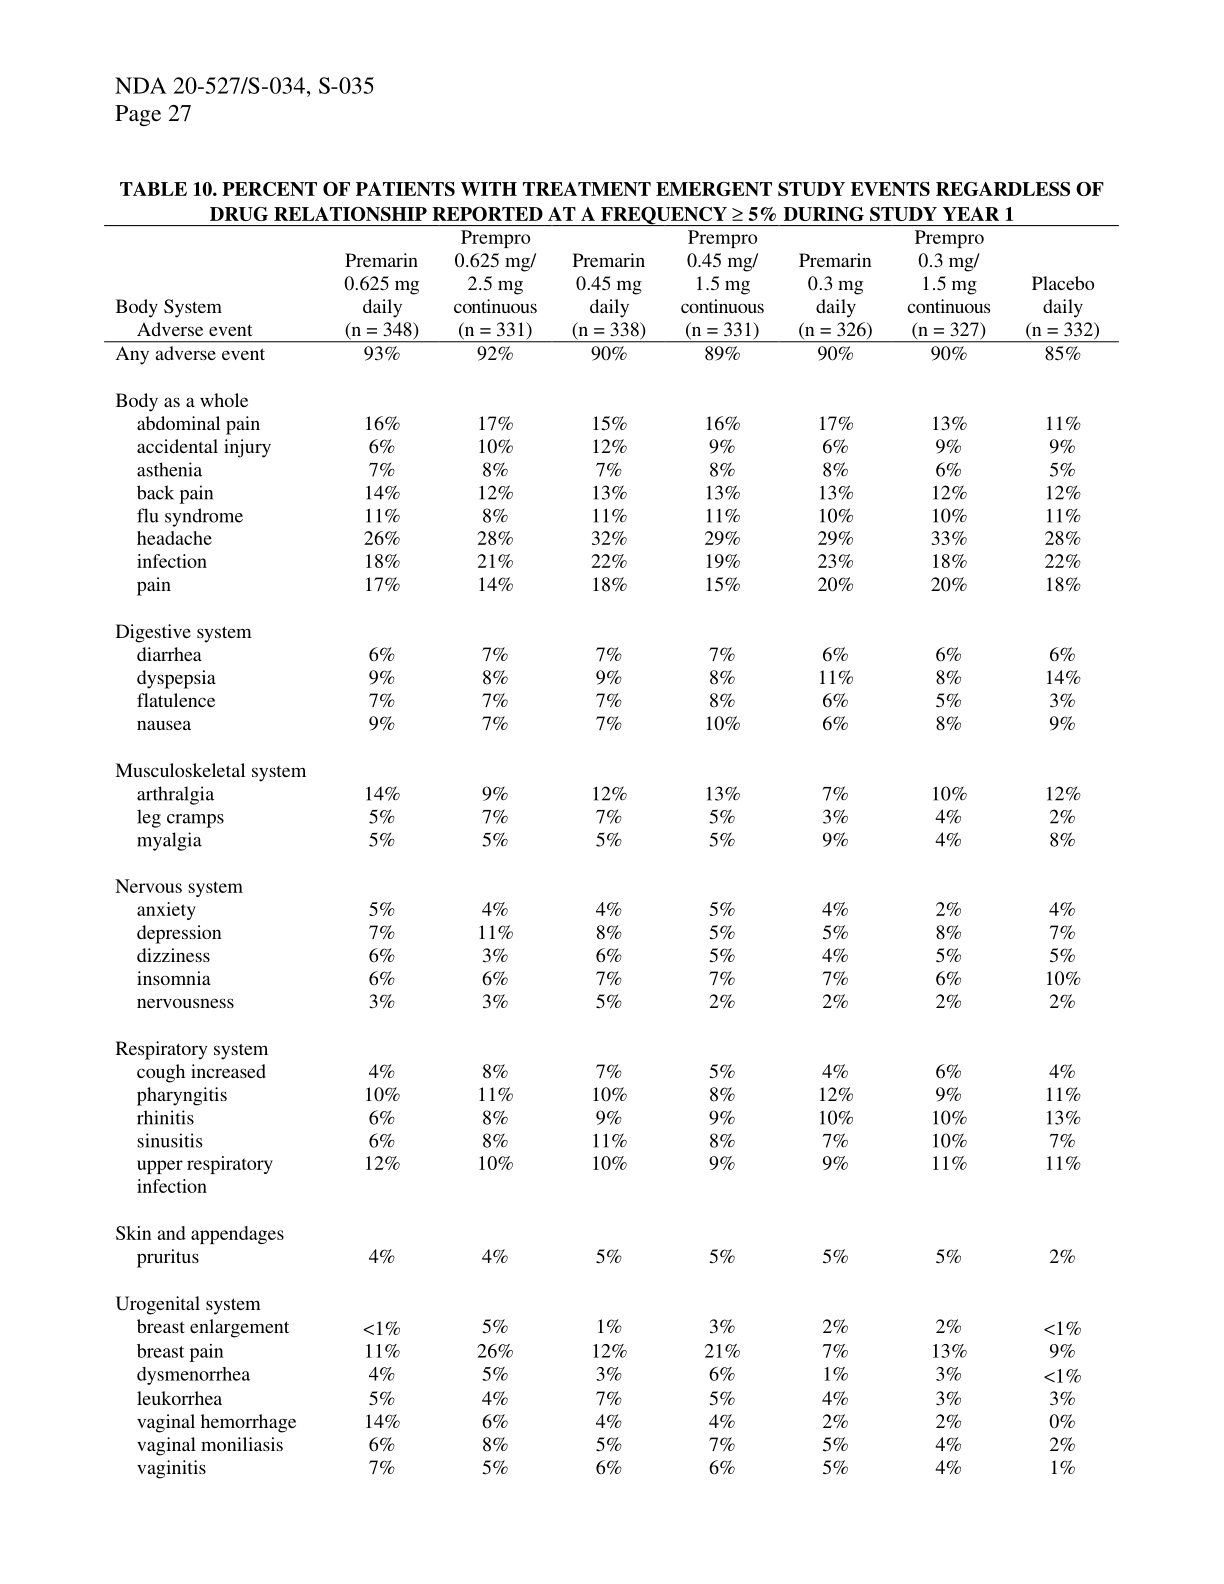 NDA 20-527/S-034, S-035
Page 27
TABLE 10. PERCENT OF PATIENTS WITH TREATMENT EMERGENT STUDY EVENTS REGARDLESS OF
DRUG RELATIONSHIP REPORTED AT A FREQUENCY ≥ 5% DURING STUDY YEAR 1
Prempro Prempro Prempro
Premarin 0.625 mg/ Premarin 0.45 mg/ Premarin 0.3 mg/
0.625 mg 2.5 mg 0.45 mg 1.5 mg 0.3 mg 1.5 mg Placebo
Body System daily continuous daily continuous daily continuous daily
Adverse event (n = 348) (n = 331) (n = 338) (n = 331) (n = 326) (n = 327) (n = 332)
Any adverse event 93% 92% 90% 89% 90% 90% 85%
Body as a whole
abdominal pain 16% 17% 15% 16% 17% 13% 11%
accidental injury 6% 10% 12% 9% 6% 9% 9%
asthenia 7% 8% 7% 8% 8% 6% 5%
back pain 14% 12% 13% 13% 13% 12% 12%
flu syndrome 11% 8% 11% 11% 10% 10% 11%
headache 26% 28% 32% 29% 29% 33% 28%
infection 18% 21% 22% 19% 23% 18% 22%
pain 17% 14% 18% 15% 20% 20% 18%
Digestive system
diarrhea 6% 7% 7% 7% 6% 6% 6%
dyspepsia 9% 8% 9% 8% 11% 8% 14%
flatulence 7% 7% 7% 8% 6% 5% 3%
nausea 9% 7% 7% 10% 6% 8% 9%
Musculoskeletal system
arthralgia 14% 9% 12% 13% 7% 10% 12%
leg cramps 5% 7% 7% 5% 3% 4% 2%
myalgia 5% 5% 5% 5% 9% 4% 8%
Nervous system
anxiety 5% 4% 4% 5% 4% 2% 4%
depression 7% 11% 8% 5% 5% 8% 7%
dizziness 6% 3% 6% 5% 4% 5% 5%
insomnia 6% 6% 7% 7% 7% 6% 10%
nervousness 3% 3% 5% 2% 2% 2% 2%
Respiratory system
cough increased 4% 8% 7% 5% 4% 6% 4%
pharyngitis 10% 11% 10% 8% 12% 9% 11%
rhinitis 6% 8% 9% 9% 10% 10% 13%
sinusitis 6% 8% 11% 8% 7% 10% 7%
upper respiratory 12% 10% 10% 9% 9% 11% 11%
infection
Skin and appendages
pruritus 4% 4% 5% 5% 5% 5% 2%
Urogenital system
breast enlargement <1% 5% 1% 3% 2% 2% <1%
breast pain 11% 26% 12% 21% 7% 13% 9%
dysmenorrhea 4% 5% 3% 6% 1% 3% <1%
leukorrhea 5% 4% 7% 5% 4% 3% 3%
vaginal hemorrhage 14% 6% 4% 4% 2% 2% 0%
vaginal moniliasis 6% 8% 5% 7% 5% 4% 2%
vaginitis 7% 5% 6% 6% 5% 4% 1%